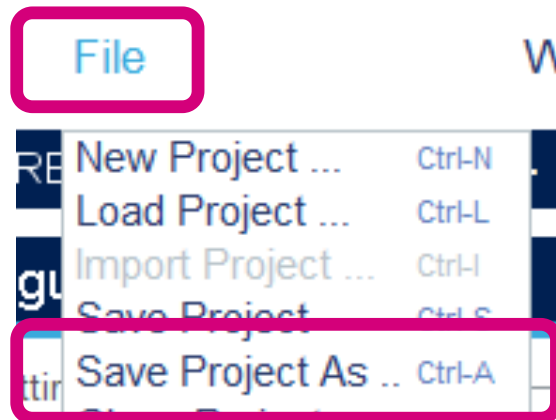 File
New Project ... Ctrl-N
Load Project ... Ctrl-L
Import Project ... Ctrl-I
Save Project Ctrl-S
Save Project As .. Ctrl-A